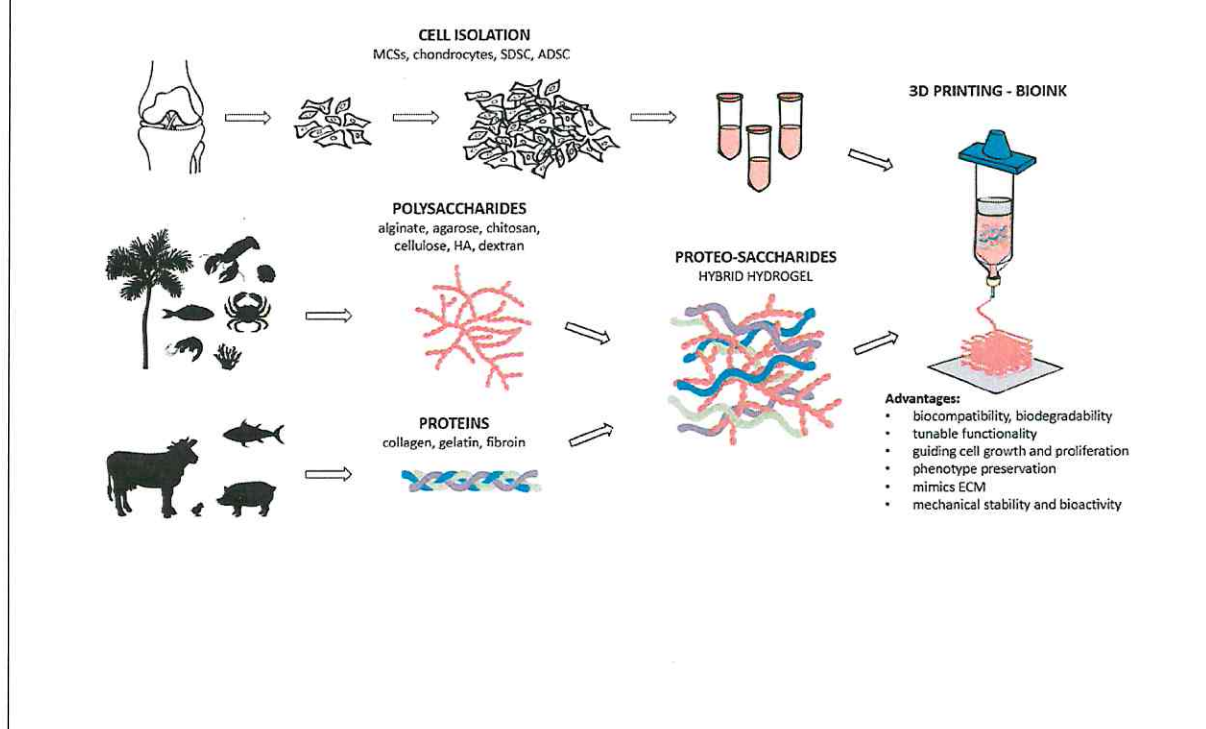 CELL ISOLATION
MCSs, chondrocytes, SDSC, ADSC
3D PRINTING - BIOINK
POLYSACCHARIDES
alginate, agarose, chitosan,
cellulose, HA, dextran
PROTEO-SACCHARIDES
HYBRID HYDROGEL
PROTEINS
collagen, gelatin, fibroin
Advantages:
• biocompatibility, biodegradability
• tunable functionality
• guiding cell growth and proliferation
• phenotype preservation
• mimics ECM
• mechanical stability and bioactivity